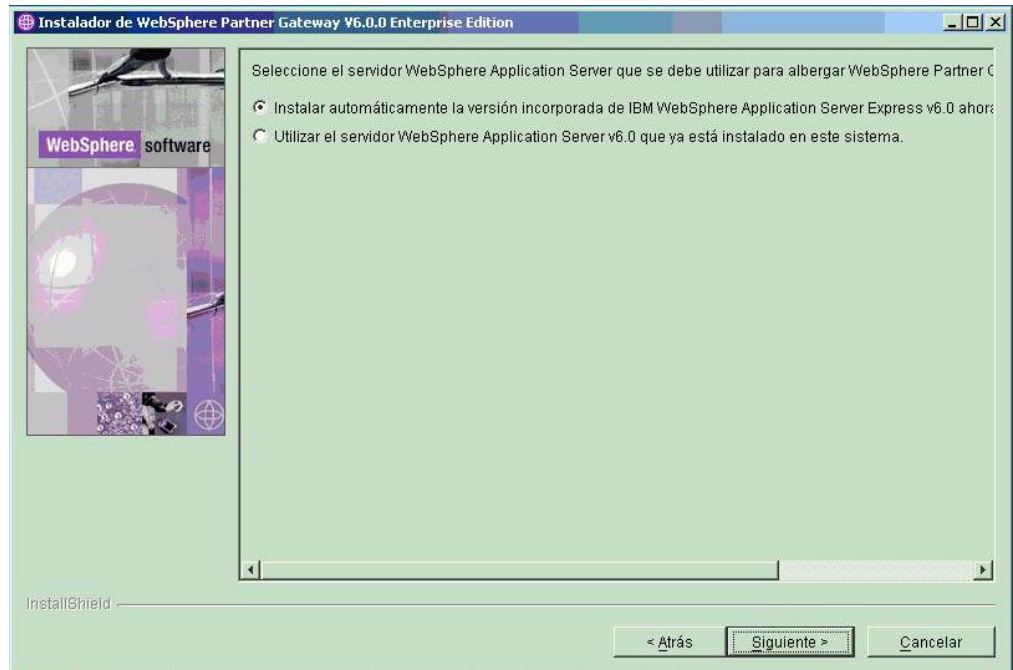 Instalador de WebSphere Partner Gateway V6.0.0 Enterprise Edition
WebSphere software
Seleccione el servidor WebSphere Application Server que se debe utilizar para albergar WebSphere Partner
Instalar automáticamente la versión incorporada de IBM WebSphere Application Server Express v6.0 ahora
Utilizar el servidor WebSphere Application Server v6.0 que ya está instalado en este sistema.
InstallShield
< Atrás
Siguiente >
Cancelar